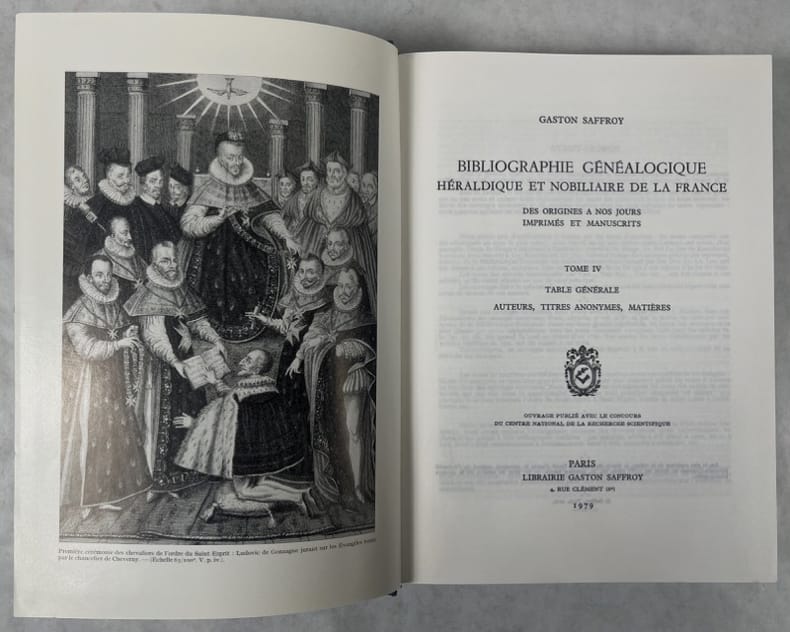 Première cérémonie des chevaliers de l'ordre du Saint Esprit : Ludovic de Gonzague jurant sur les Évangiles tenus
par le chancelier de Cheverny. — (Échelle 63/100e. V. p. iv.).
GASTON SAFFROY
BIBLIOGRAPHIE GÉNÉALOGIQUE
HÉRALDIQUE ET NOBILIAIRE DE LA FRANCE
DES ORIGINES A NOS JOURS
IMPRIMÉS ET MANUSCRITS
TOME IV
TABLE GÉNÉRALE
AUTEURS, TITRES ANONYMES, MATIÈRES
OUVRAGE PUBLIÉ AVEC LE CONCOURS
DU CENTRE NATIONAL DE LA RECHERCHE SCIENTIFIQUE
PARIS
LIBRAIRIE GASTON SAFFROY
4, RUE CLÉMENT (6e)
1979